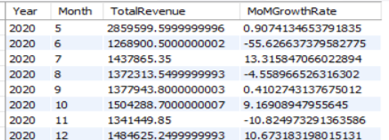 Year Month TotalRevenue MoMGrowthRate
2020 5 2859599.5999999996 0.9074134653791835
2020 6 1268900.5000000002 -55.626637379582775
2020 7 1437865.35 13.315847066022894
2020 8 1372313.5499999993 -4.558966526316302
2020 9 1377943.8000000003 0.4102743137675012
2020 10 1504288.7000000007 9.16908947955645
2020 11 1341449.85 -10.824973291363586
2020 12 1484625.2499999993 10.673183198015131